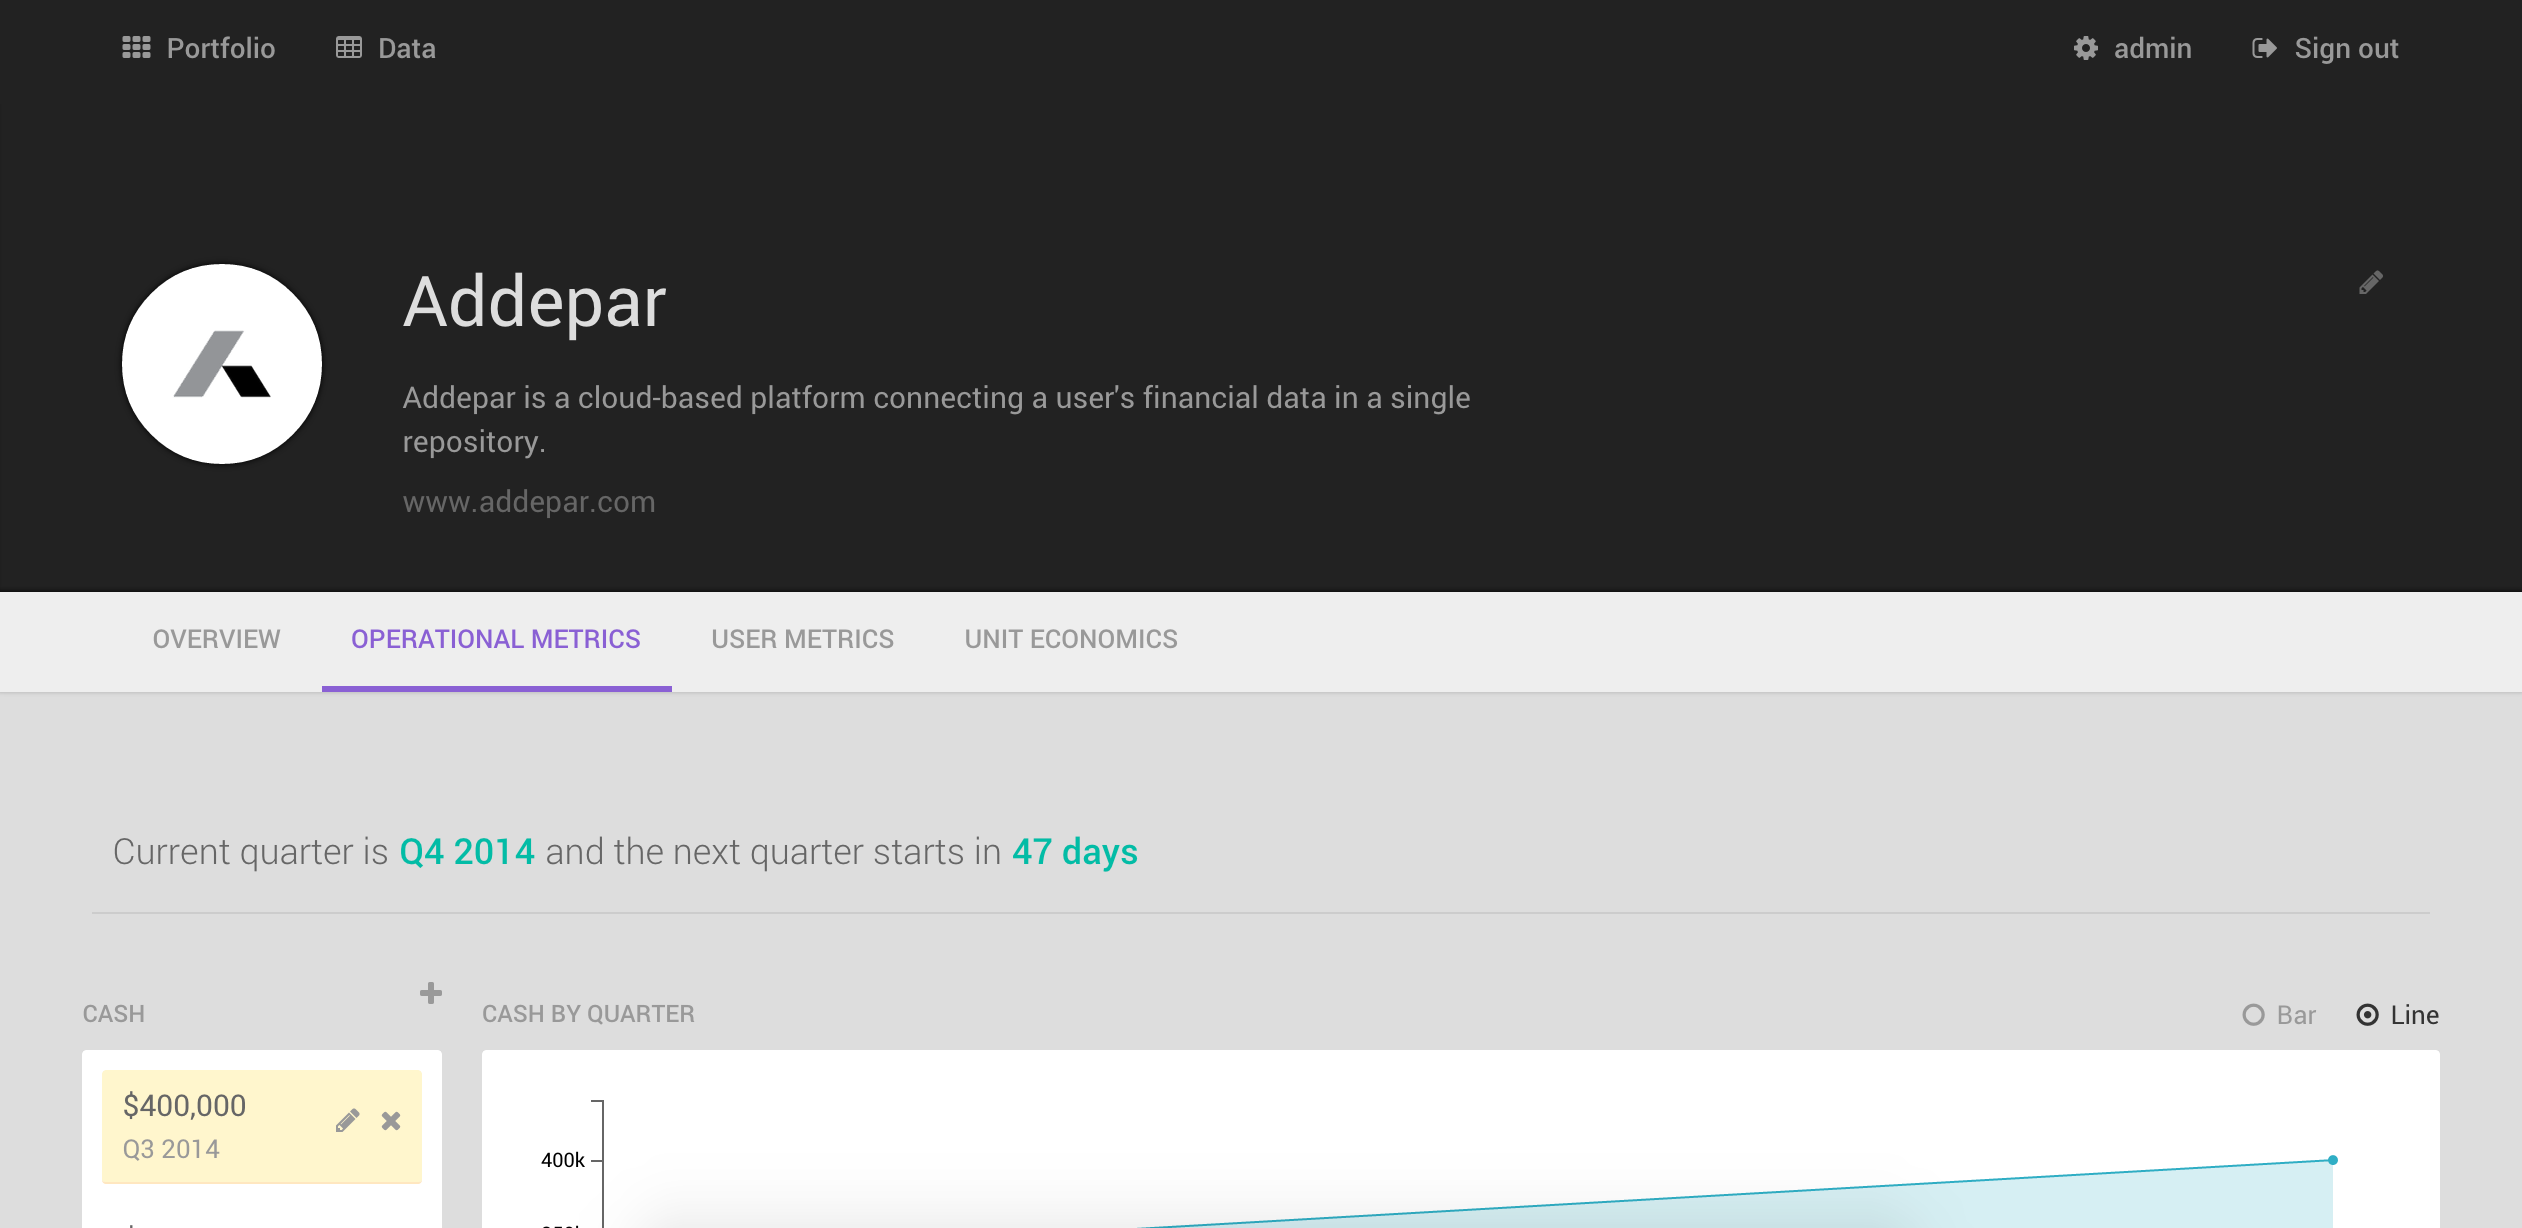 Portfolio
Data
admin
Sign out
Addepar
Addepar is a cloud-based platform connecting a user's financial data in a single
repository.
www.addepar.com
OVERVIEW
OPERATIONAL METRICS
USER METRICS
UNIT ECONOMICS
Current quarter is Q4 2014 and the next quarter starts in 47 days
CASH
CASH BY QUARTER
Bar
Line
$400,000
Q3 2014
400k